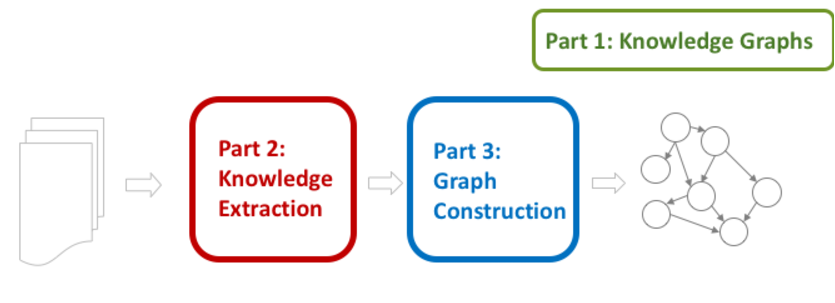 Part 1: Knowledge Graphs
Part 2:
Knowledge
Extraction
Part 3:
Graph
Construction